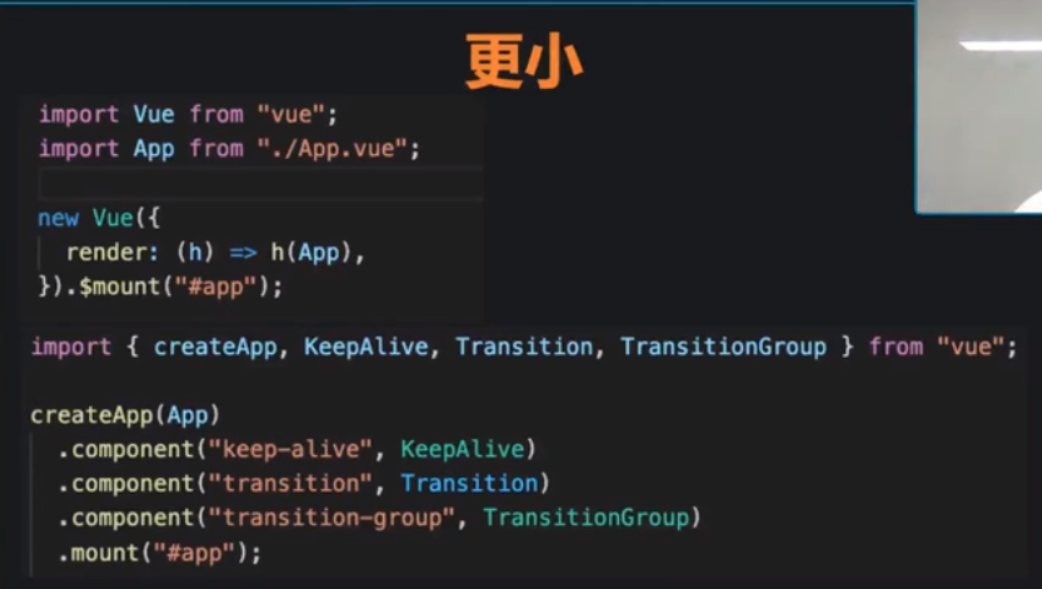 更小
import Vue from "vue";
import App from "./App.vue";
new Vue({
  render: (h) => h(App),
}).$mount("#app");
import { createApp, KeepAlive, Transition, TransitionGroup } from "vue";
createApp(App)
  .component("keep-alive", KeepAlive)
  .component("transition", Transition)
  .component("transition-group", TransitionGroup)
  .mount("#app");